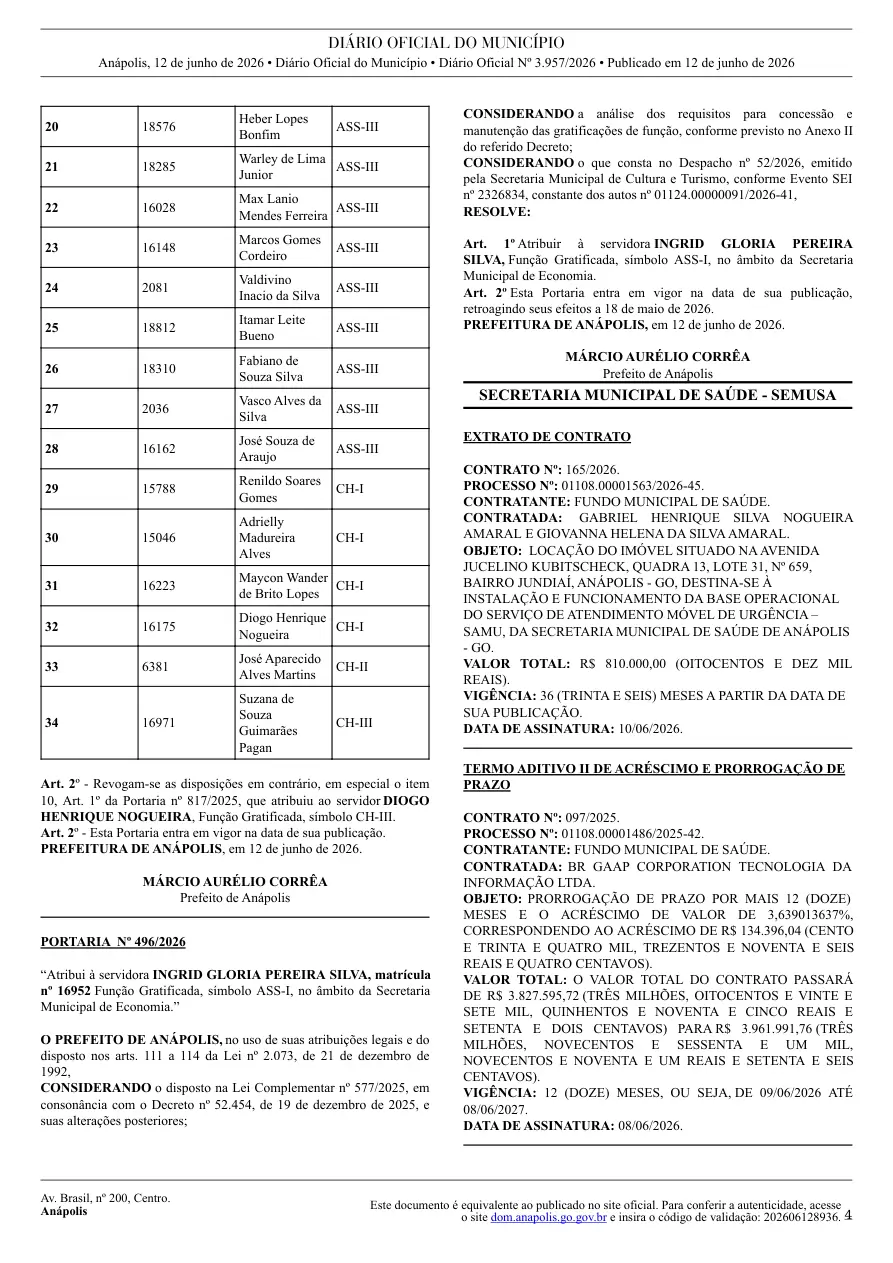 DIÁRIO OFICIAL DO MUNICÍPIO
Anápolis, 12 de junho de 2026 • Diário Oficial do Município • Diário Oficial Nº 3.957/2026 • Publicado em 12 de junho de 2026
20 18576 Heber Lopes Bonfim ASS-III
21 18285 Warley de Lima Junior ASS-III
22 16028 Max Lanio Mendes Ferreira ASS-III
23 16148 Marcos Gomes Cordeiro ASS-III
24 2081 Valdivino Inacio da Silva ASS-III
25 18812 Itamar Leite Bueno ASS-III
26 18310 Fabiano de Souza Silva ASS-III
27 2036 Vasco Alves da Silva ASS-III
28 16162 José Souza de Araujo ASS-III
29 15788 Renildo Soares Gomes CH-I
30 15046 Adrielly Madureira Alves CH-I
31 16223 Maycon Wander de Brito Lopes CH-I
32 16175 Diogo Henrique Nogueira CH-I
33 6381 José Aparecido Alves Martins CH-II
34 16971 Suzana de Souza Guimarães Pagan CH-III
Art. 2º - Revogam-se as disposições em contrário, em especial o item
10, Art. 1º da Portaria nº 817/2025, que atribuiu ao servidor DIOGO
HENRIQUE NOGUEIRA, Função Gratificada, símbolo CH-III.
Art. 2º - Esta Portaria entra em vigor na data de sua publicação.
PREFEITURA DE ANÁPOLIS, em 12 de junho de 2026.
MÁRCIO AURÉLIO CORRÊA
Prefeito de Anápolis
PORTARIA Nº 496/2026
“Atribui à servidora INGRID GLORIA PEREIRA SILVA, matrícula
nº 16952 Função Gratificada, símbolo ASS-I, no âmbito da Secretaria
Municipal de Economia.”
O PREFEITO DE ANÁPOLIS, no uso de suas atribuições legais e do
disposto nos arts. 111 a 114 da Lei nº 2.073, de 21 de dezembro de
1992,
CONSIDERANDO o disposto na Lei Complementar nº 577/2025, em
consonância com o Decreto nº 52.454, de 19 de dezembro de 2025, e
suas alterações posteriores;
CONSIDERANDO a análise dos requisitos para concessão e
manutenção das gratificações de função, conforme previsto no Anexo II
do referido Decreto;
CONSIDERANDO o que consta no Despacho nº 52/2026, emitido
pela Secretaria Municipal de Cultura e Turismo, conforme Evento SEI
nº 2326834, constante dos autos nº 01124.00000091/2026-41,
RESOLVE:
Art. 1º Atribuir à servidora INGRID GLORIA PEREIRA
SILVA, Função Gratificada, símbolo ASS-I, no âmbito da Secretaria
Municipal de Economia.
Art. 2º Esta Portaria entra em vigor na data de sua publicação,
retroagindo seus efeitos a 18 de maio de 2026.
PREFEITURA DE ANÁPOLIS, em 12 de junho de 2026.
MÁRCIO AURÉLIO CORRÊA
Prefeito de Anápolis
SECRETARIA MUNICIPAL DE SAÚDE - SEMUSA
EXTRATO DE CONTRATO
CONTRATO Nº: 165/2026.
PROCESSO Nº: 01108.00001563/2026-45.
CONTRATANTE: FUNDO MUNICIPAL DE SAÚDE.
CONTRATADA: GABRIEL HENRIQUE SILVA NOGUEIRA
AMARAL E GIOVANNA HELENA DA SILVA AMARAL.
OBJETO: LOCAÇÃO DO IMÓVEL SITUADO NA AVENIDA
JUCELINO KUBITSCHECK, QUADRA 13, LOTE 31, Nº 659,
BAIRRO JUNDIAÍ, ANÁPOLIS - GO, DESTINA-SE À
INSTALAÇÃO E FUNCIONAMENTO DA BASE OPERACIONAL
DO SERVIÇO DE ATENDIMENTO MÓVEL DE URGÊNCIA –
SAMU, DA SECRETARIA MUNICIPAL DE SAÚDE DE ANÁPOLIS
- GO.
VALOR TOTAL: R$ 810.000,00 (OITOCENTOS E DEZ MIL
REAIS).
VIGÊNCIA: 36 (TRINTA E SEIS) MESES A PARTIR DA DATA DE
SUA PUBLICAÇÃO.
DATA DE ASSINATURA: 10/06/2026.
TERMO ADITIVO II DE ACRÉSCIMO E PRORROGAÇÃO DE
PRAZO
CONTRATO Nº: 097/2025.
PROCESSO Nº: 01108.00001486/2025-42.
CONTRATANTE: FUNDO MUNICIPAL DE SAÚDE.
CONTRATADA: BR GAAP CORPORATION TECNOLOGIA DA
INFORMAÇÃO LTDA.
OBJETO: PRORROGAÇÃO DE PRAZO POR MAIS 12 (DOZE)
MESES E O ACRÉSCIMO DE VALOR DE 3,639013637%,
CORRESPONDENDO AO ACRÉSCIMO DE R$ 134.396,04 (CENTO
E TRINTA E QUATRO MIL, TREZENTOS E NOVENTA E SEIS
REAIS E QUATRO CENTAVOS).
VALOR TOTAL: O VALOR TOTAL DO CONTRATO PASSARÁ
DE R$ 3.827.595,72 (TRÊS MILHÕES, OITOCENTOS E VINTE E
SETE MIL, QUINHENTOS E NOVENTA E CINCO REAIS E
SETENTA E DOIS CENTAVOS) PARA R$ 3.961.991,76 (TRÊS
MILHÕES, NOVECENTOS E SESSENTA E UM MIL,
NOVECENTOS E NOVENTA E UM REAIS E SETENTA E SEIS
CENTAVOS).
VIGÊNCIA: 12 (DOZE) MESES, OU SEJA, DE 09/06/2026 ATÉ
08/06/2027.
DATA DE ASSINATURA: 08/06/2026.
Av. Brasil, nº 200, Centro.
Anápolis
Este documento é equivalente ao publicado no site oficial. Para conferir a autenticidade, acesse
o site dom.anapolis.go.gov.br e insira o código de validação: 202606128936. 4